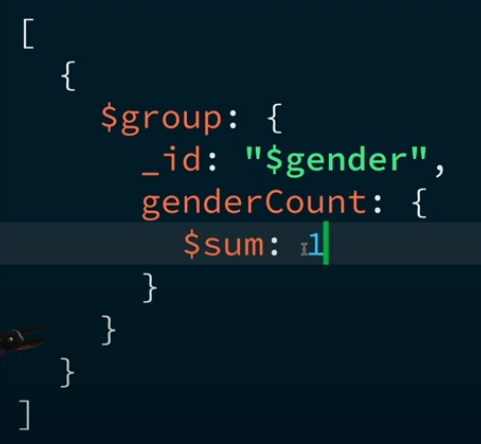 [
  {
    $group: {
      _id: "$gender",
      genderCount: {
        $sum: 1
      }
    }
  }
]